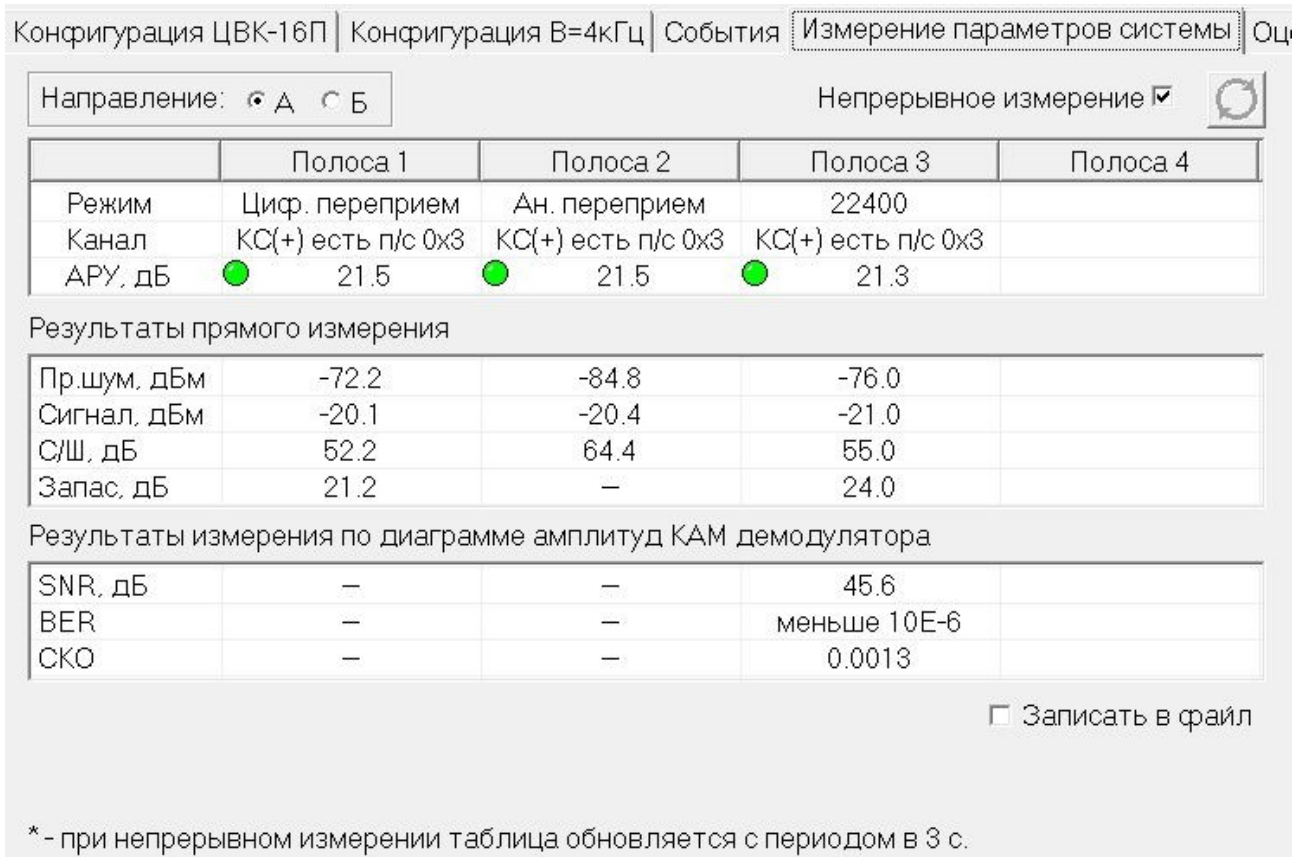 Конфигурация ЦВК-16П Конфигурация В=4кГц События Измерение параметров системы
Направление: А Б Непрерывное измерение
Полоса 1 Полоса 2 Полоса 3 Полоса 4
Режим Циф. переприем Ан. переприем 22400
Канал КС(+) есть п/с 0x3 КС(+) есть п/с 0x3 КС(+) есть п/с 0x3
АРУ, дБ 21.5 21.5 21.3
Результаты прямого измерения
Пр.шум, дБм -72.2 -84.8 -76.0
Сигнал, дБм -20.1 -20.4 -21.0
С/Ш, дБ 52.2 64.4 55.0
Запас, дБ 21.2 — 24.0
Результаты измерения по диаграмме амплитуд КАМ демодулятора
SNR, дБ — — 45.6
BER — — меньше 10E-6
СКО — — 0.0013
Записать в файл
* - при непрерывном измерении таблица обновляется с периодом в 3 с.